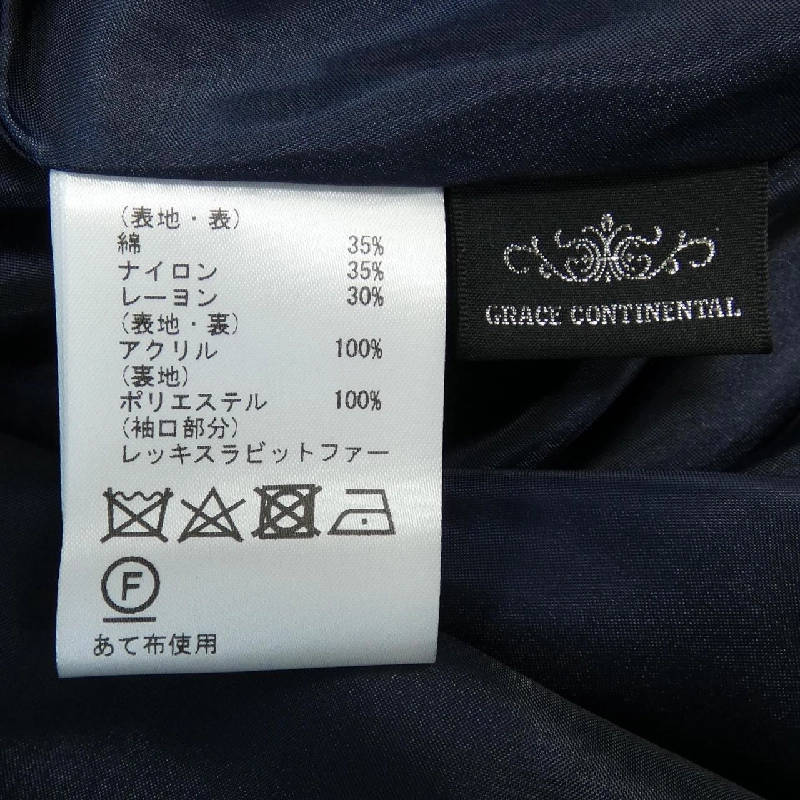 (表地・表)
綿 35%
ナイロン 35%
レーヨン 30%
(表地・裏)
アクリル 100%
(裏地)
ポリエステル 100%
(袖口部分)
レッキスラビットファー
F
あて布使用
GRACE CONTINENTAL